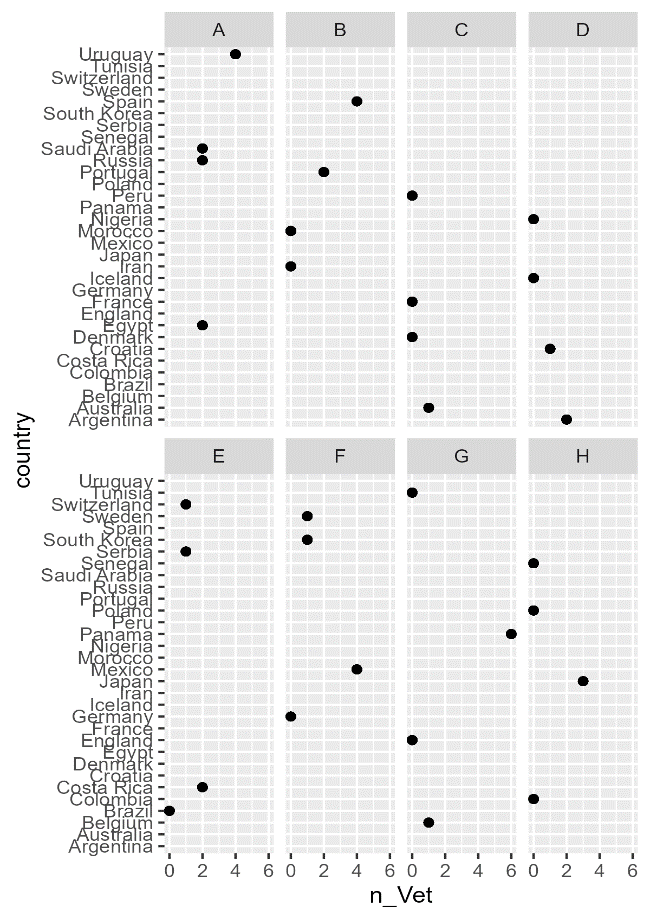 A B C D
Uruguay
Tunisia
Switzerland
Sweden
Spain
South Korea
Serbia
Senegal
Saudi Arabia
Russia
Portugal
Poland
Peru
Panama
Nigeria
Morocco
Mexico
Japan
Iran
Iceland
Germany
France
England
Egypt
Denmark
Croatia
Costa Rica
Colombia
Brazil
Belgium
Australia
Argentina
country
E F G H
Uruguay
Tunisia
Switzerland
Sweden
Spain
South Korea
Serbia
Senegal
Saudi Arabia
Russia
Portugal
Poland
Peru
Panama
Nigeria
Morocco
Mexico
Japan
Iran
Iceland
Germany
France
England
Egypt
Denmark
Croatia
Costa Rica
Colombia
Brazil
Belgium
Australia
Argentina
0 2 4 6 0 2 4 6 0 2 4 6 0 2 4 6
n_Vet